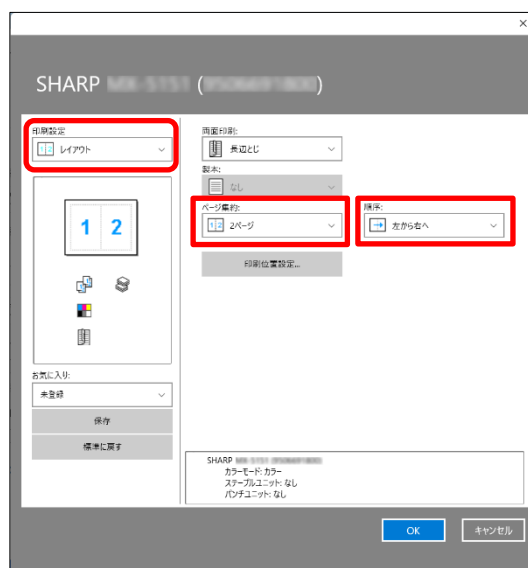 SHARP
印刷設定
レイアウト
1 2
お気に入り:
未登録
保存
標準に戻す
両面印刷:
長辺とじ
製本:
なし
ページ集約:
1 2 2ページ
順序:
左から右へ
印刷位置設定...
SHARP
カラーモード: カラー
ステープルユニット: なし
パンチユニット: なし
OK
キャンセル